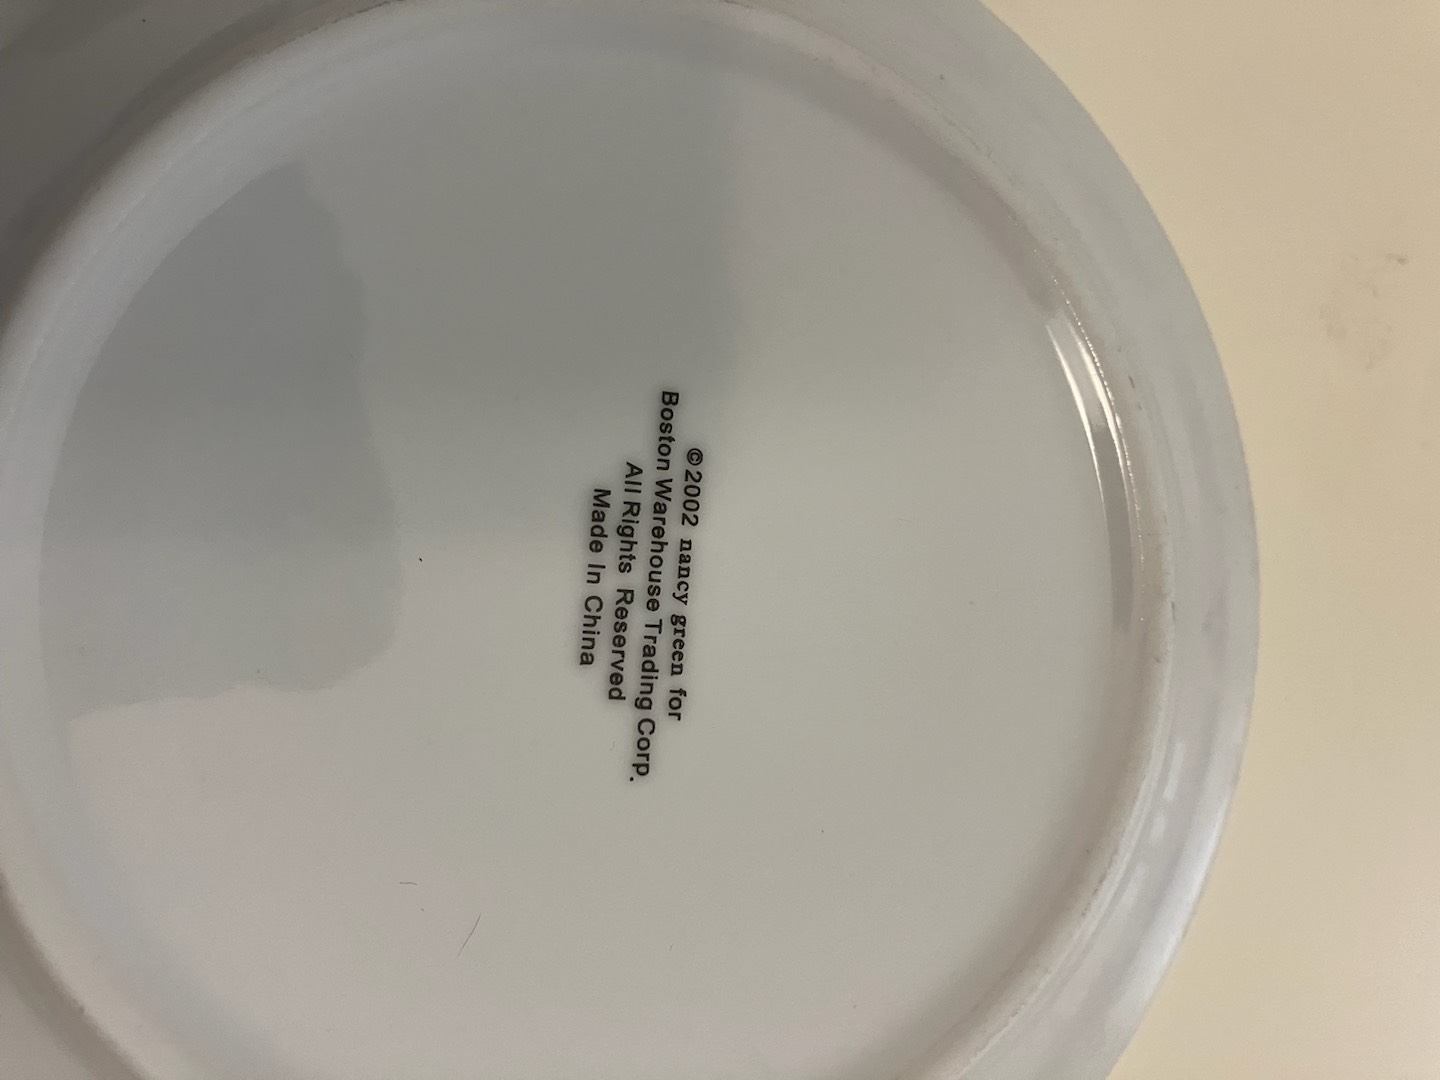 ©2002 nancy green for
Boston Warehouse Trading Corp.
All Rights Reserved
Made In China